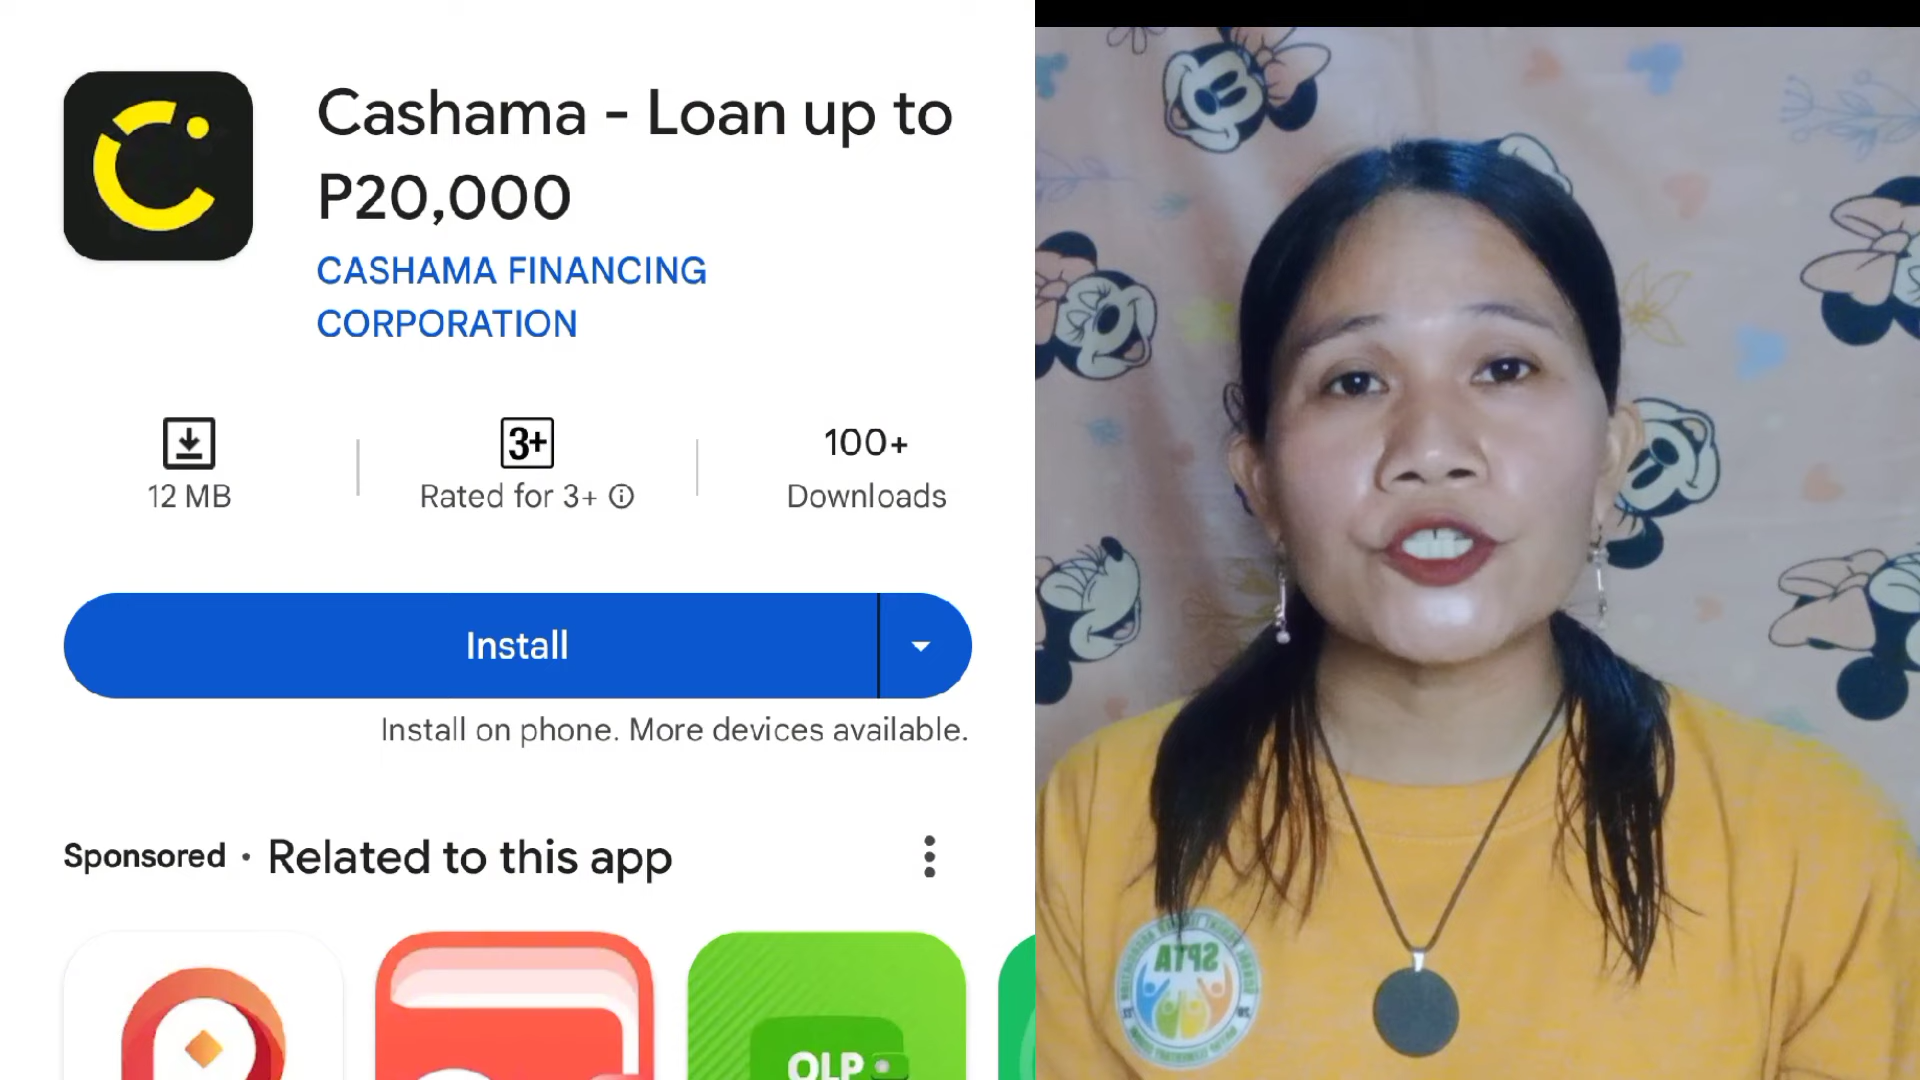 Cashama - Loan up to
P20,000
CASHAMA FINANCING
CORPORATION
3+
100+
12 MB
Rated for 3+
Downloads
Install
Install on phone. More devices available.
Sponsored • Related to this app
OLP
SPTA